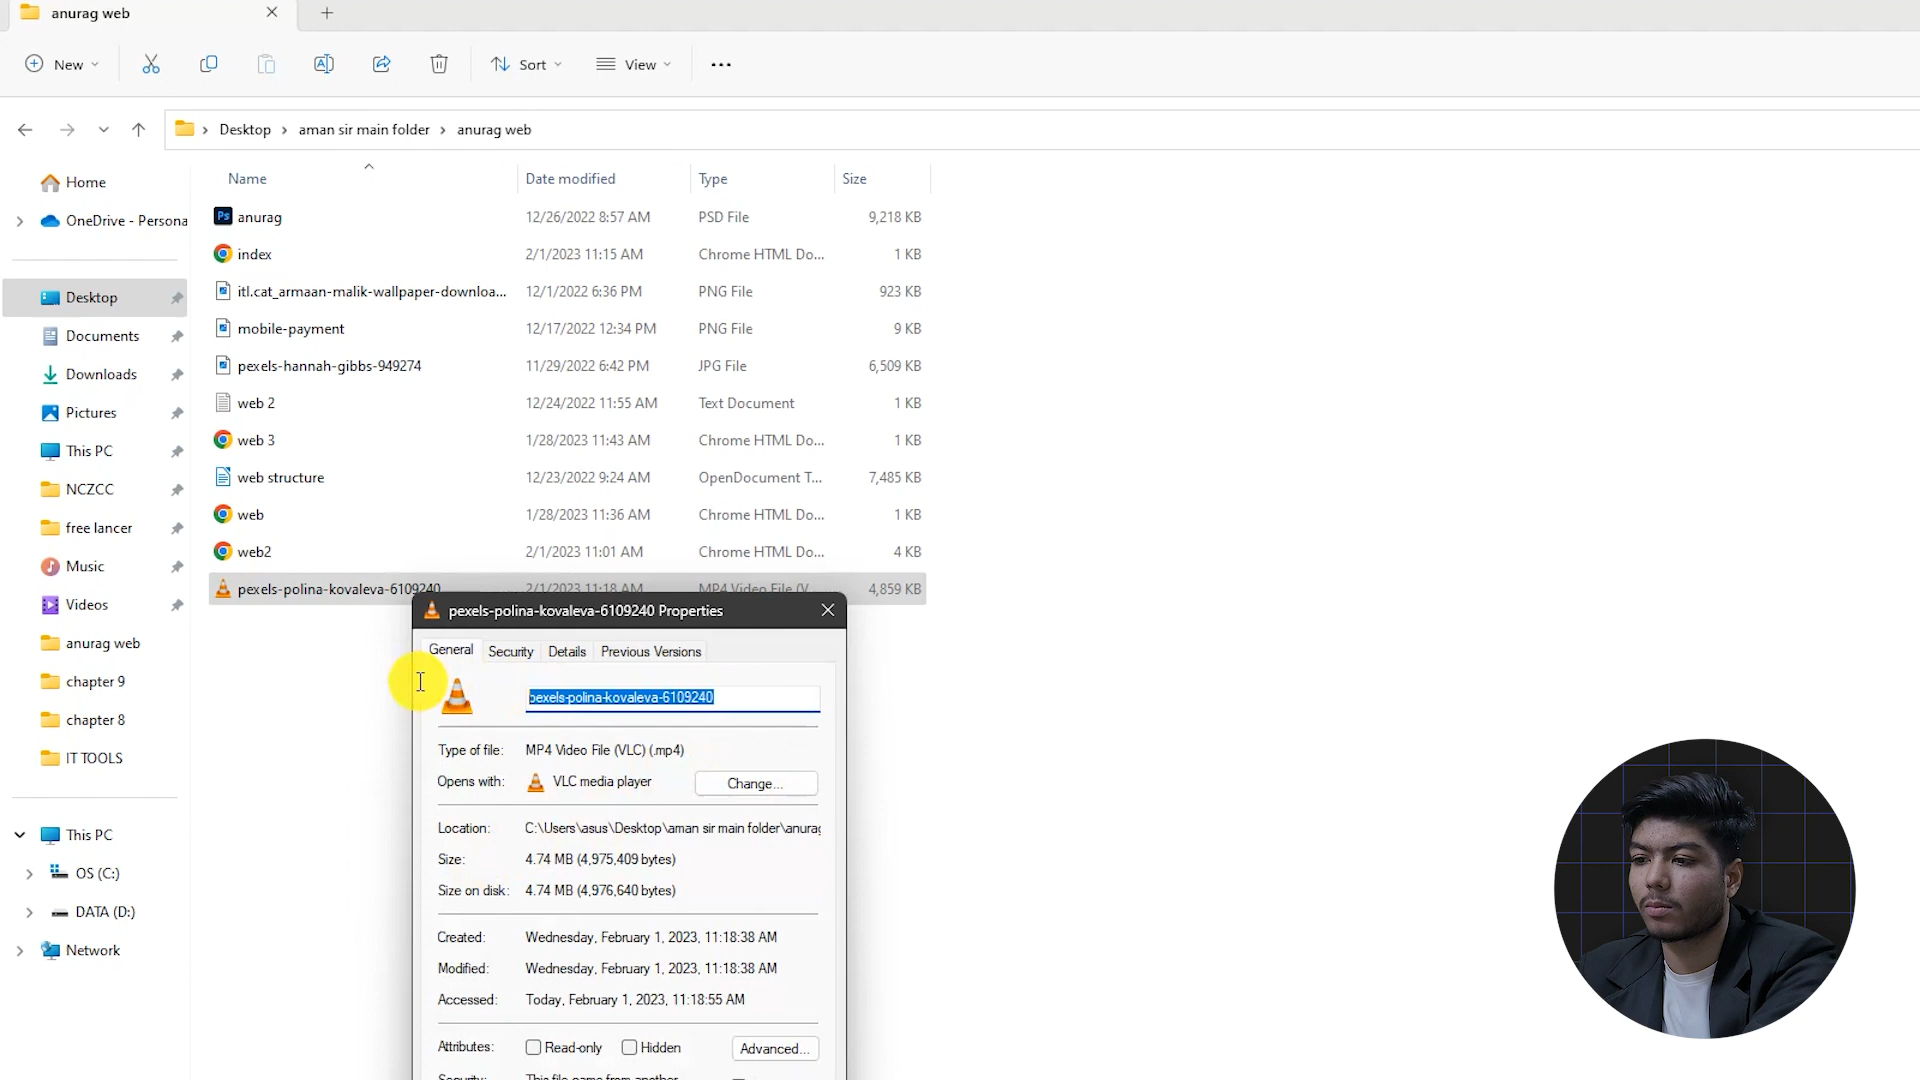 anurag web
New
Sort
View
Desktop > aman sir main folder > anurag web
Name Date modified Type Size
Home
OneDrive - Persona
Desktop
Documents
Downloads
Pictures
This PC
NCZCC
free lancer
Music
Videos
anurag web
chapter 9
chapter 8
IT TOOLS
This PC
OS (C:)
DATA (D:)
Network
Ps anurag 12/26/2022 8:57 AM PSD File 9,218 KB
index 2/1/2023 11:15 AM Chrome HTML Do... 1 KB
itl.cat_armaan-malik-wallpaper-downloa... 12/1/2022 6:36 PM PNG File 923 KB
mobile-payment 12/17/2022 12:34 PM PNG File 9 KB
pexels-hannah-gibbs-949274 11/29/2022 6:42 PM JPG File 6,509 KB
web 2 12/24/2022 11:55 AM Text Document 1 KB
web 3 1/28/2023 11:43 AM Chrome HTML Do... 1 KB
web structure 12/23/2022 9:24 AM OpenDocument T... 7,485 KB
web 1/28/2023 11:36 AM Chrome HTML Do... 1 KB
web2 2/1/2023 11:01 AM Chrome HTML Do... 4 KB
pexels-polina-kovaleva-6109240 2/1/2023 11:18 AM MP4 Video File (V... 4,859 KB
pexels-polina-kovaleva-6109240 Properties
General Security Details Previous Versions
pexels-polina-kovaleva-6109240
Type of file: MP4 Video File (VLC) (.mp4)
Opens with: VLC media player Change...
Location: C:\Users\asus\Desktop\aman sir main folder\anurag
Size: 4.74 MB (4,975,409 bytes)
Size on disk: 4.74 MB (4,976,640 bytes)
Created: Wednesday, February 1, 2023, 11:18:38 AM
Modified: Wednesday, February 1, 2023, 11:18:38 AM
Accessed: Today, February 1, 2023, 11:18:55 AM
Attributes: Read-only Hidden Advanced...
Security: This file came from another